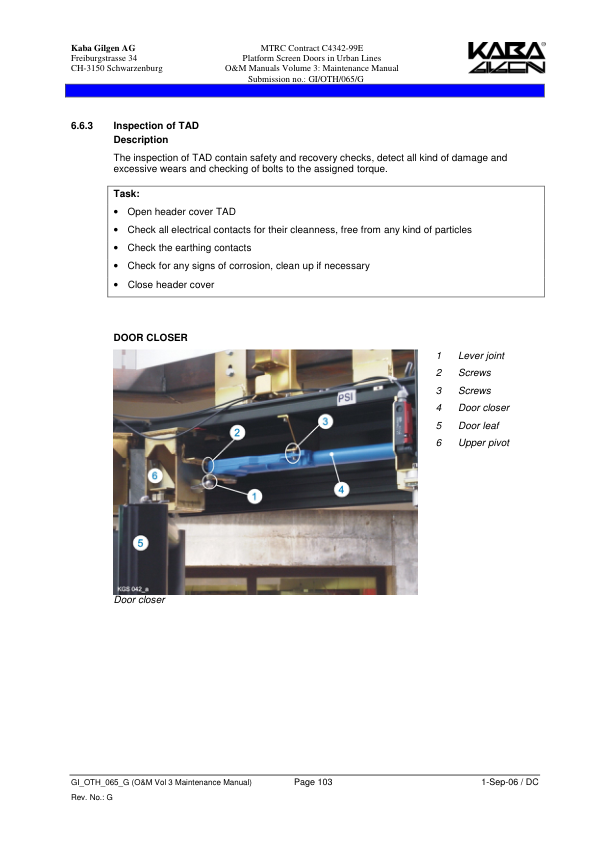 Kaba Gilgen AG
Freiburgstrasse 34
CH-3150 Schwarzenburg
MTRC Contract C4342-99E
Platform Screen Doors in Urban Lines
O&M Manuals Volume 3: Maintenance Manual
Submission no.: GI/OTH/065/G
KABA®
GILGEN
6.6.3 Inspection of TAD
Description
The inspection of TAD contain safety and recovery checks, detect all kind of damage and
excessive wears and checking of bolts to the assigned torque.
Task:
• Open header cover TAD
• Check all electrical contacts for their cleanness, free from any kind of particles
• Check the earthing contacts
• Check for any signs of corrosion, clean up if necessary
• Close header cover
DOOR CLOSER
1 Lever joint
2 Screws
3 Screws
4 Door closer
5 Door leaf
6 Upper pivot
PSI
3
2
6
1
4
5
KGS 042_a
Door closer
GI_OTH_065_G (O&M Vol 3 Maintenance Manual) Page 103 1-Sep-06 / DC
Rev. No.: G